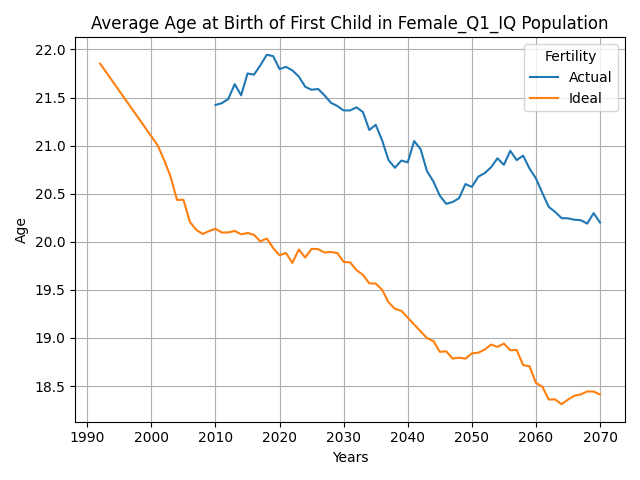 Average Age at Birth of First Child in Female_Q1_IQ Population
Fertility
Actual
Ideal
22.0
21.5
21.0
20.5
20.0
19.5
19.0
18.5
Age
1990 2000 2010 2020 2030 2040 2050 2060 2070
Years